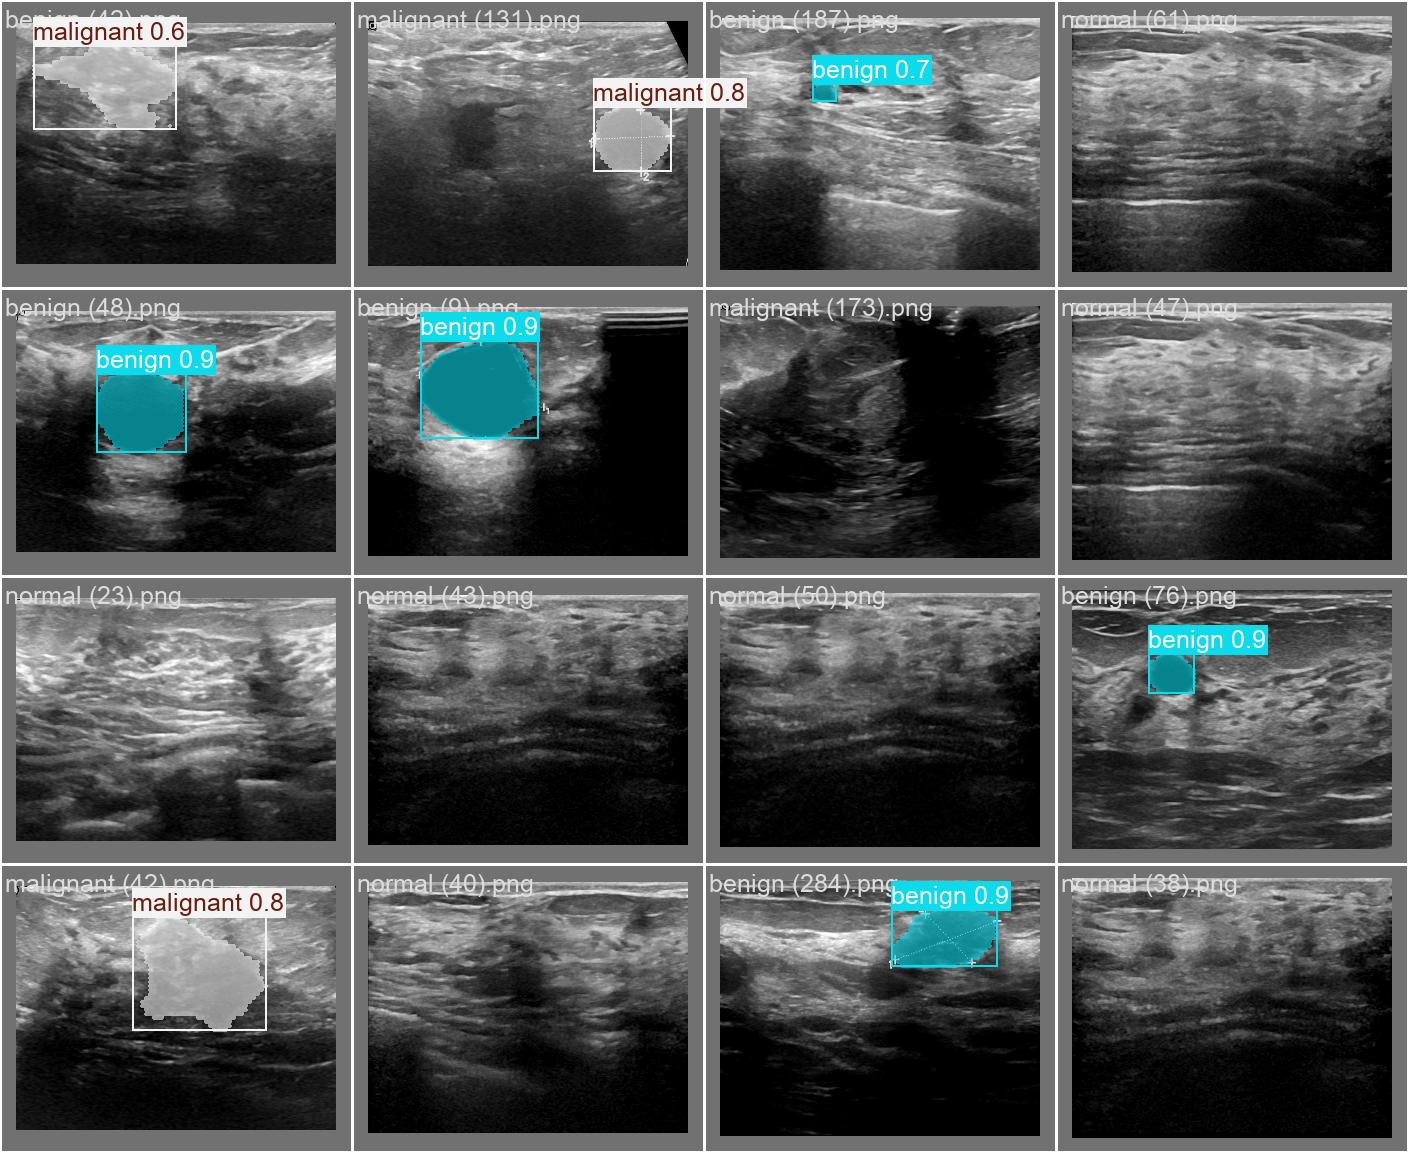 benign (42).png
malignant 0.6
malignant (131).png
malignant 0.8
2
benign (187).png
benign 0.7
normal (61).png
benign (48).png
benign 0.9
benign (9).png
benign 0.9
1
malignant (173).png
normal (47).png
normal (23).png
normal (43).png
normal (50).png
benign (76).png
benign 0.9
malignant (42).png
malignant 0.8
normal (40).png
benign (284).png
benign 0.9
1
normal (38).png